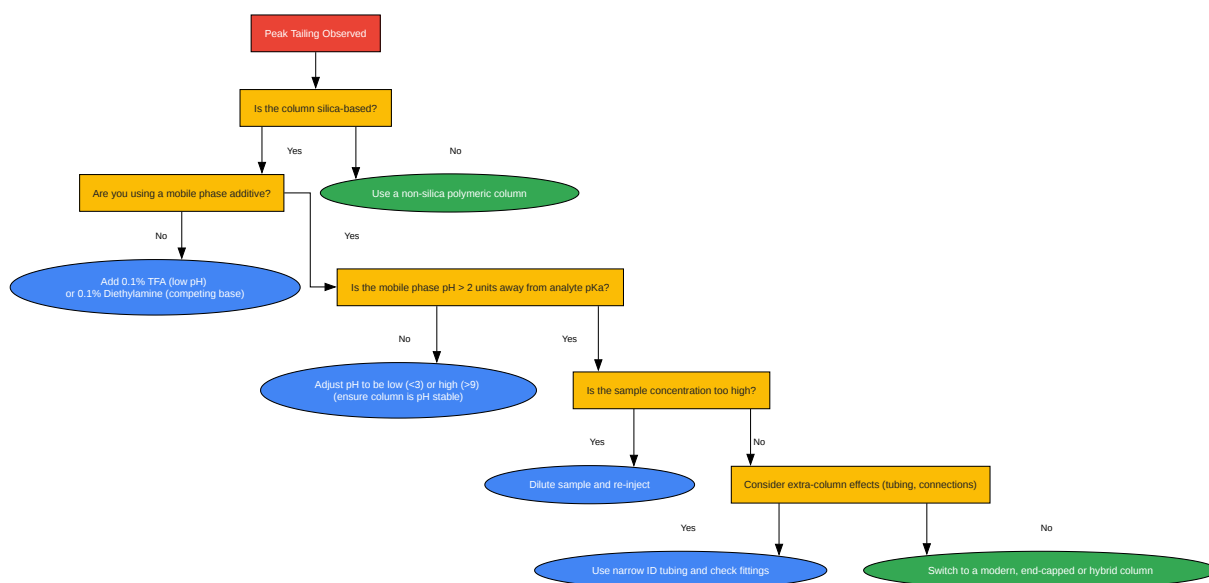 Peak Tailing Observed
Is the column silica-based?
Yes
No
Are you using a mobile phase additive?
Use a non-silica polymeric column
No
Yes
Add 0.1% TFA (low pH)
or 0.1% Diethylamine (competing base)
Is the mobile phase pH > 2 units away from analyte pKa?
No
Yes
Adjust pH to be low (<3) or high (>9)
(ensure column is pH stable)
Is the sample concentration too high?
Yes
No
Dilute sample and re-inject
Consider extra-column effects (tubing, connections)
Yes
No
Use narrow ID tubing and check fittings
Switch to a modern, end-capped or hybrid column